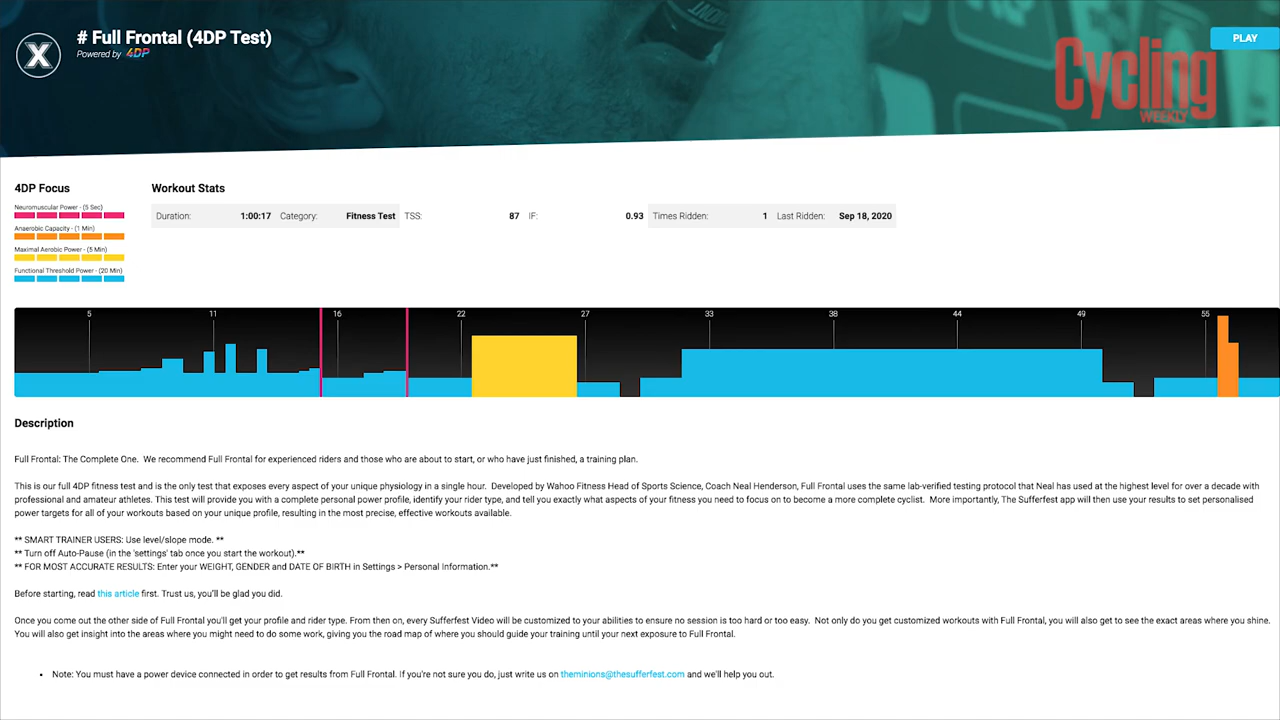 X
# Full Frontal (4DP Test)
Powered by 4DP
PLAY
Cycling
WEEKLY
4DP Focus
Neuromuscular Power - (5 Sec)
Anaerobic Capacity - (1 Min)
Maximal Aerobic Power - (5 Min)
Functional Threshold Power - (20 Min)
Workout Stats
Duration: 1:00:17 Category: Fitness Test TSS: 87 IF: 0.93 Times Ridden: 1 Last Ridden: Sep 18, 2020
5 11 16 22 27 33 38 44 49 55
Description
Full Frontal: The Complete One. We recommend Full Frontal for experienced riders and those who are about to start, or who have just finished, a training plan.
This is our full 4DP fitness test and is the only test that exposes every aspect of your unique physiology in a single hour. Developed by Wahoo Fitness Head of Sports Science, Coach Neal Henderson, Full Frontal uses the same lab-verified testing protocol that Neal has used at the highest level for over a decade with
professional and amateur athletes. This test will provide you with a complete personal power profile, identify your rider type, and tell you exactly what aspects of your fitness you need to focus on to become a more complete cyclist. More importantly, The Sufferfest app will then use your results to set personalised
power targets for all of your workouts based on your unique profile, resulting in the most precise, effective workouts available.
** SMART TRAINER USERS: Use level/slope mode. **
** Turn off Auto-Pause (in the 'settings' tab once you start the workout).**
** FOR MOST ACCURATE RESULTS: Enter your WEIGHT, GENDER and DATE OF BIRTH in Settings > Personal Information.**
Before starting, read this article first. Trust us, you'll be glad you did.
Once you come out the other side of Full Frontal you'll get your profile and rider type. From then on, every Sufferfest Video will be customized to your abilities to ensure no session is too hard or too easy. Not only do you get customized workouts with Full Frontal, you will also get to see the exact areas where you shine.
You will also get insight into the areas where you might need to do some work, giving you the road map of where you should guide your training until your next exposure to Full Frontal.
• Note: You must have a power device connected in order to get results from Full Frontal. If you're not sure you do, just write us on theminions@thesufferfest.com and we'll help you out.